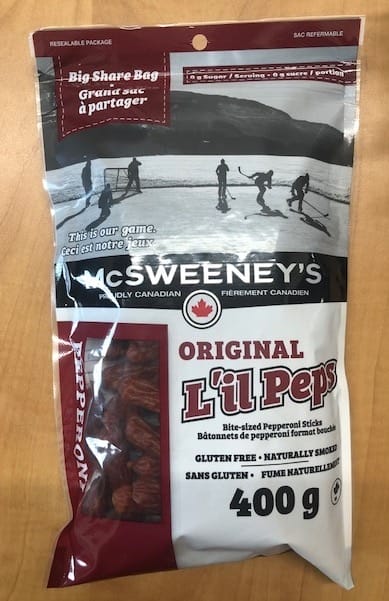 RESEALABLE PACKAGE
SAC REFERMABLE
Big Share Bag
•
Grand sac
à partager
0 g Sugar / Serving • 0 g sucre / portion
This is our game.
Ceci est notre jeux.
McSWEENEY'S
PROUDLY CANADIAN
FIÈREMENT CANADIEN
PEPPERONI
ORIGINAL
L'il Peps
Bite-sized Pepperoni Sticks
Bâtonnets de pepperoni format bouchée
GLUTEN FREE • NATURALLY SMOKED
SANS GLUTEN • FUMÉ NATURELLEMENT
400 g